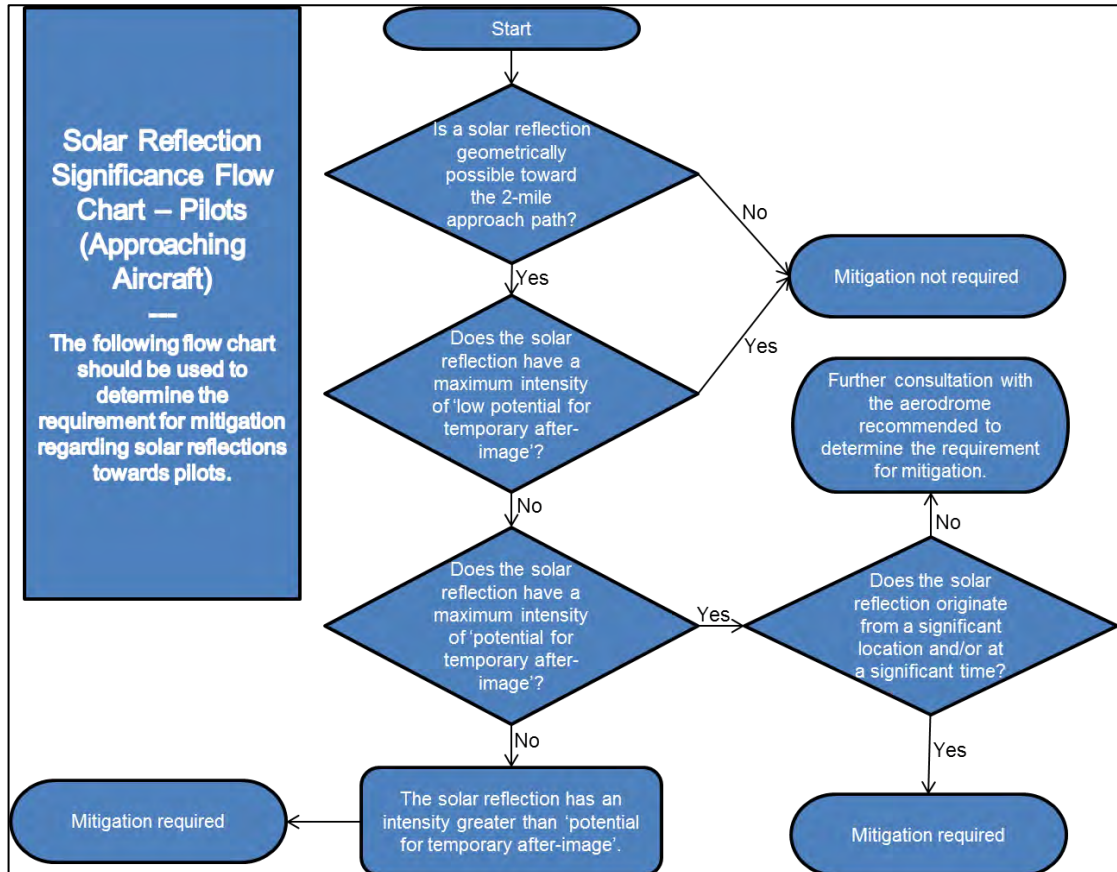 Solar Reflection
Significance Flow
Chart – Pilots
(Approaching
Aircraft)
---
The following flow chart
should be used to
determine the
requirement for mitigation
regarding solar reflections
towards pilots.
Start
Is a solar reflection
geometrically
possible toward
the 2-mile
approach path?
No
Mitigation not required
Yes
Does the solar
reflection have a
maximum intensity
of ‘low potential for
temporary after-
image’?
Yes
No
Does the solar
reflection have a
maximum intensity
of ‘potential for
temporary after-
image’?
Yes
Does the solar
reflection originate
from a significant
location and/or at
a significant time?
No
Further consultation with
the aerodrome
recommended to
determine the requirement
for mitigation.
Yes
Mitigation required
No
The solar reflection has an
intensity greater than ‘potential
for temporary after-image’.
Mitigation required